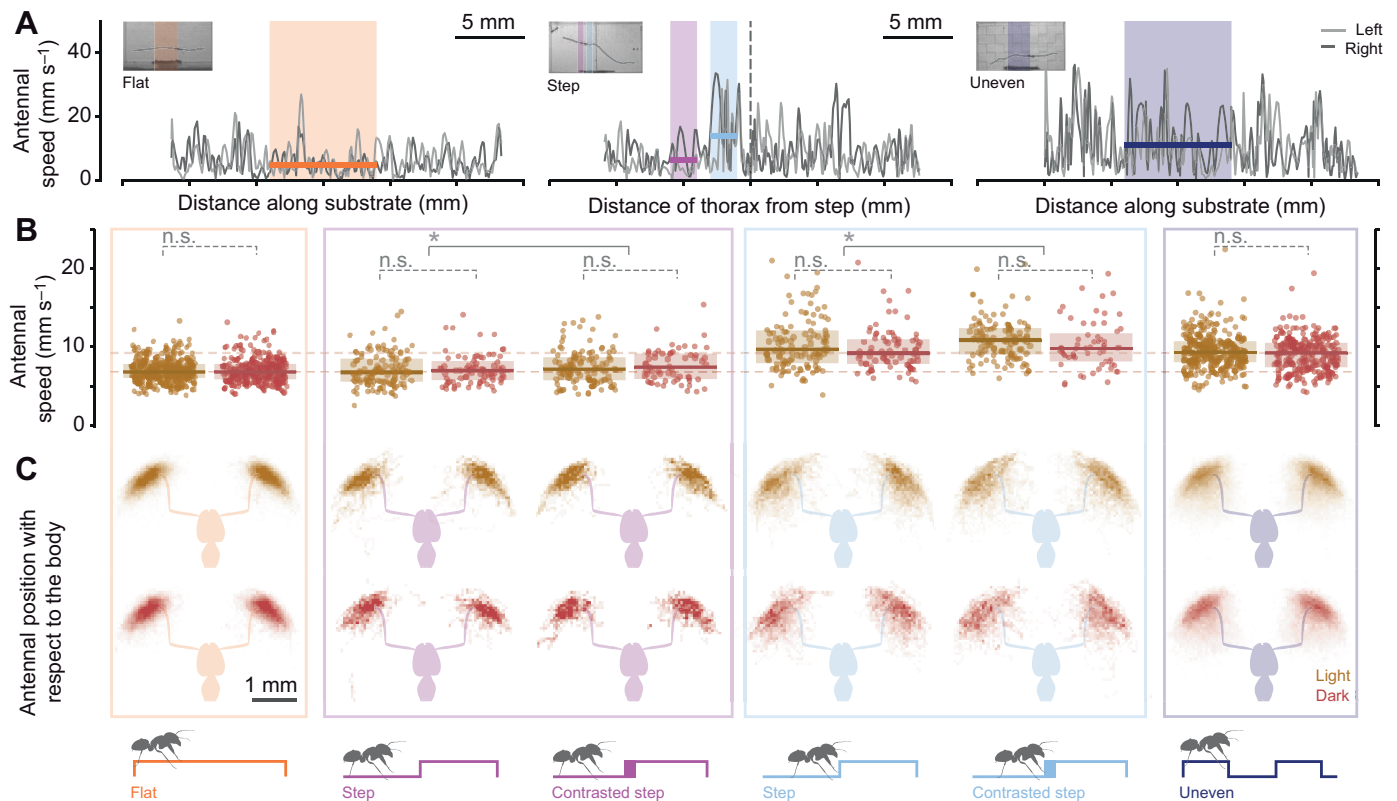 A
Antennal
speed (mm s−1)
40
20
0
Flat
5 mm
Distance along substrate (mm)
Step
Distance of thorax from step (mm)
5 mm
Uneven
Left
Right
Distance along substrate (mm)
B
Antennal
speed (mm s−1)
20
10
0
n.s.
*
n.s.
n.s.
*
n.s.
n.s.
n.s.
C
Antennal position with
respect to the body
1 mm
Light
Dark
Flat
Step
Contrasted step
Step
Contrasted step
Uneven